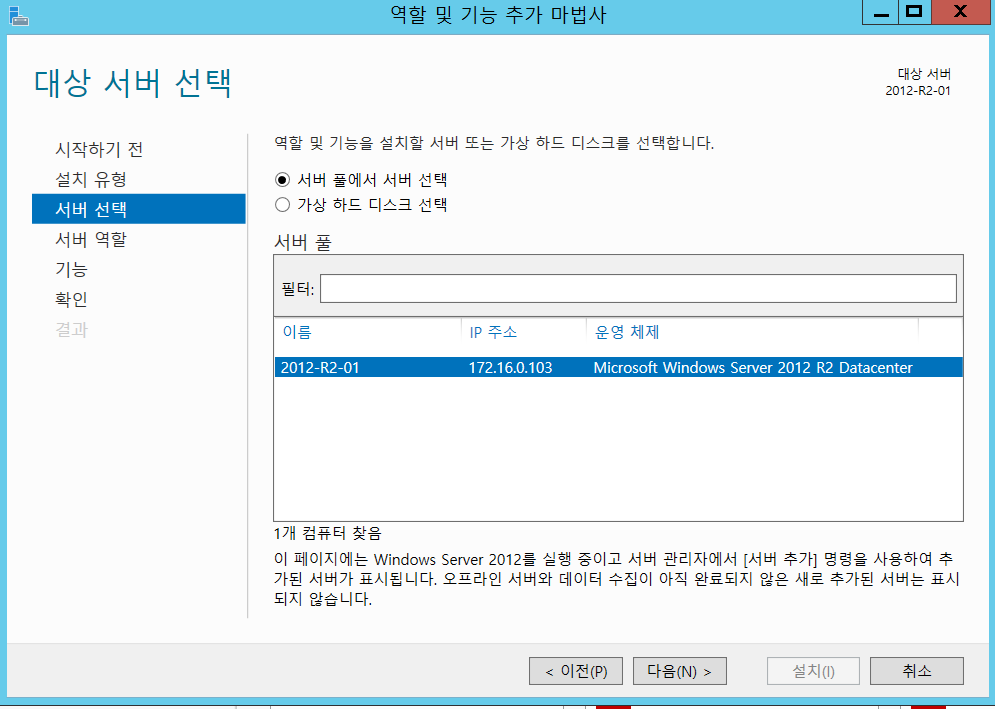 역할 및 기능 추가 마법사
대상 서버 선택
대상 서버
2012-R2-01
시작하기 전
설치 유형
서버 선택
서버 역할
기능
확인
결과
역할 및 기능을 설치할 서버 또는 가상 하드 디스크를 선택합니다.
서버 풀에서 서버 선택
가상 하드 디스크 선택
서버 풀
필터:
이름 IP 주소 운영 체제
2012-R2-01 172.16.0.103 Microsoft Windows Server 2012 R2 Datacenter
1개 컴퓨터 찾음
이 페이지에는 Windows Server 2012를 실행 중이고 서버 관리자에서 [서버 추가] 명령을 사용하여 추
가된 서버가 표시됩니다. 오프라인 서버와 데이터 수집이 아직 완료되지 않은 새로 추가된 서버는 표시
되지 않습니다.
< 이전(P) 다음(N) > 설치(I) 취소